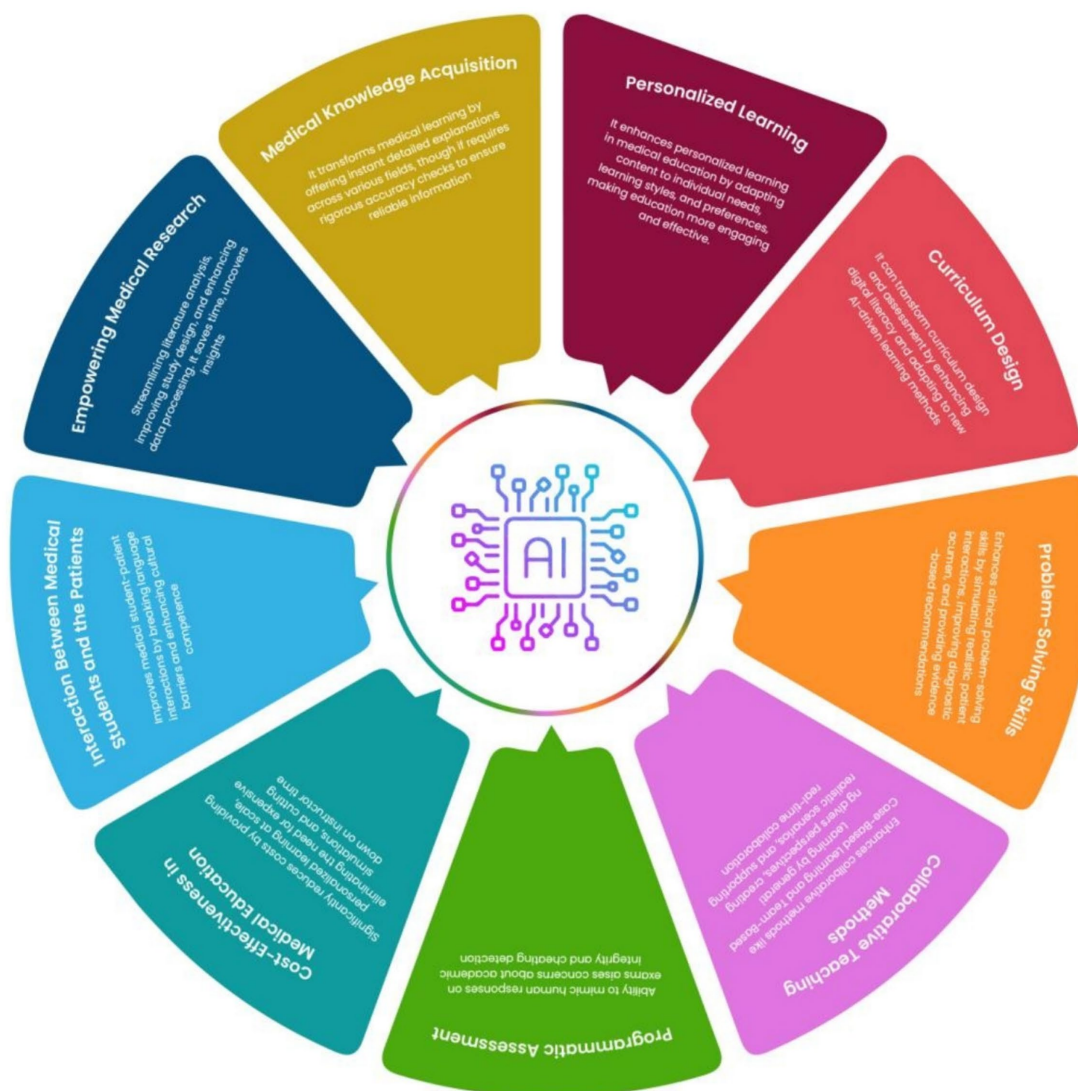 Medical Knowledge Acquisition
It transforms medical learning by
offering instant detailed explanations
across various fields, though if requires
rigorous accuracy checks to ensure
reliable information
Personalized Learning
It enhances personalized learning
in medical education by adapting
content to individual needs,
learning styles, and preferences,
making education more engaging
and effective.
Curriculum Design
It can transform curriculum design
and assessment by enhancing
digital literacy and adapting to new
AI-driven learning methods
Problem-Solving Skills
Enhances clinical problem-solving
skills by simulating realistic patient
interactions, improving diagnostic
acumen, and providing evidence
-based recommendations
Collaborative Teaching
Methods
Enhances collaborative methods like
Case-Based Learning and Team-Based
Learning by generati
ng divers perspectives, creating
realistic scenarios, and supporting
real-time collaboration
Programmatic Assessment
Ability to mimic human responses on
exams aises concerns about academic
integrity and cheating detection
Cost-Effectiveness in
Medical Education
Significantly reduces costs by providing
personalized learning at scale,
eliminating the need for expensive
simulations, and cutting
down on instructor time
Interaction Between Medical
Students and the Patients
Improves medical student-patient
interactions by breaking language
barriers and enhancing cultural
competence
Empowering Medical Research
Streamlining literature analysis,
improving study design, and enhancing
data processing. It saves time, uncovers
insights
AI